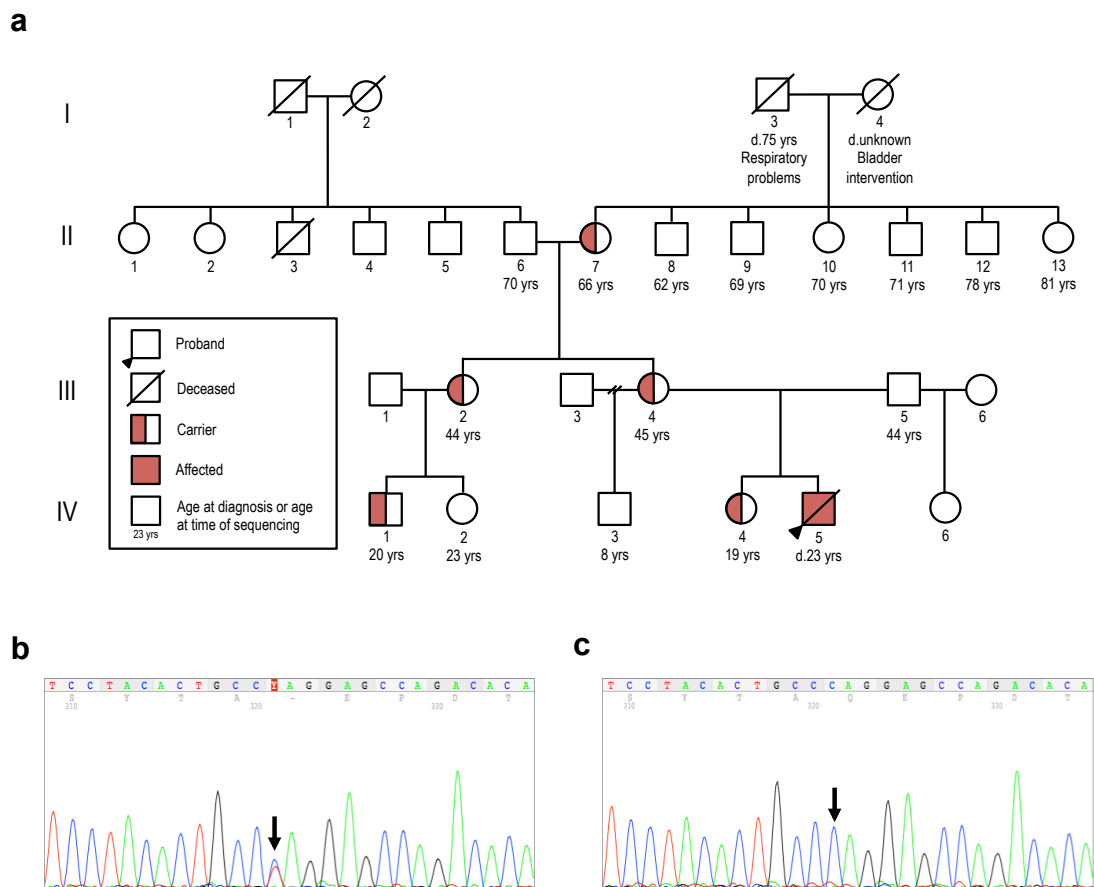 a
I
1
2
3
4
d.75 yrs
d.unknown
Respiratory
problems
Bladder
intervention
II
1
2
3
4
5
6
7
8
9
10
11
12
13
70 yrs
66 yrs
62 yrs
69 yrs
70 yrs
71 yrs
78 yrs
81 yrs
Proband
Deceased
Carrier
Affected
Age at diagnosis or age
at time of sequencing
23 yrs
III
1
2
3
4
5
6
44 yrs
45 yrs
44 yrs
IV
1
2
3
4
5
6
20 yrs
23 yrs
8 yrs
19 yrs
d.23 yrs
b
T C C T A C A C T G C C Y A G G A G C C A G A C A C A
S Y T A - E P D T
310 320 330
c
T C C T A C A C T G C C C A G G A G C C A G A C A C A
S Y T A Q E P D T
310 320 330